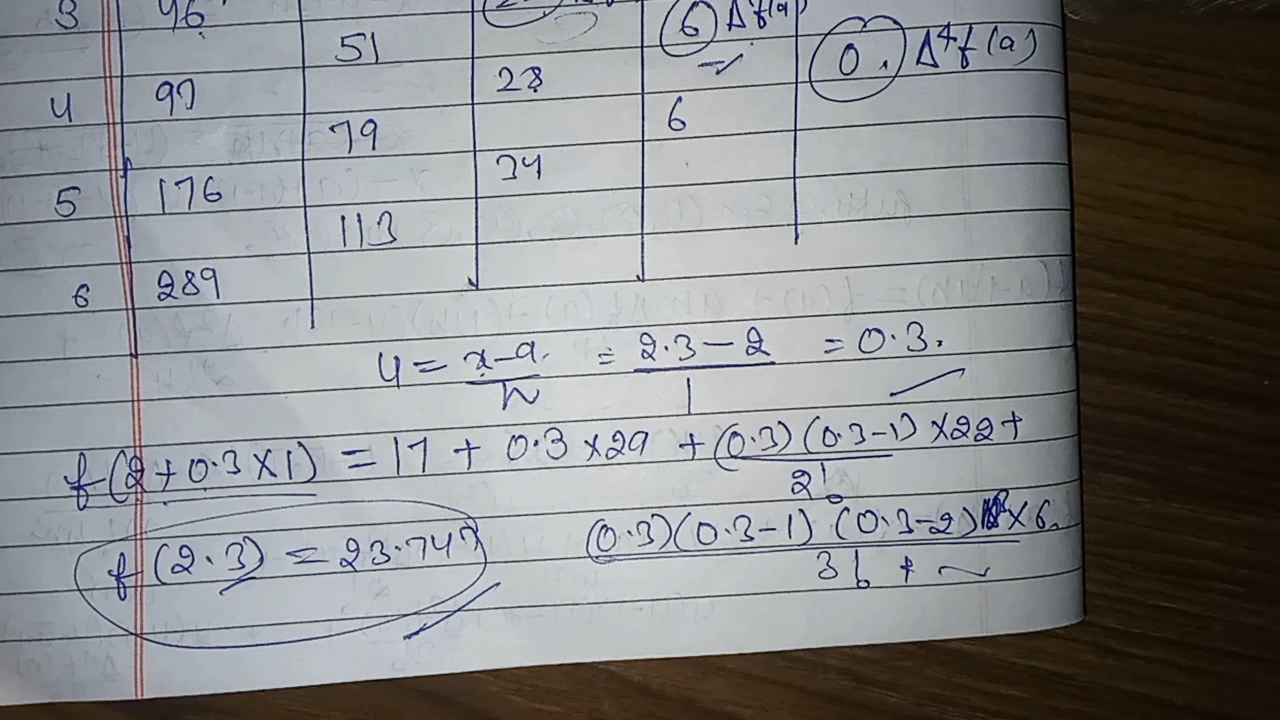 3 46 6 Δ³f(a)
51 0. Δ⁴f(a)
4 97 28
79 6
5 176 34
113
6 289
u = x-a / h = 2.3-2 / 1 = 0.3.
f(2+0.3×1) = 17 + 0.3×29 + (0.3)(0.3-1)×22+ / 2!
f(2.3) = 23.747 (0.3)(0.3-1)(0.3-2)×6 / 3! + ~